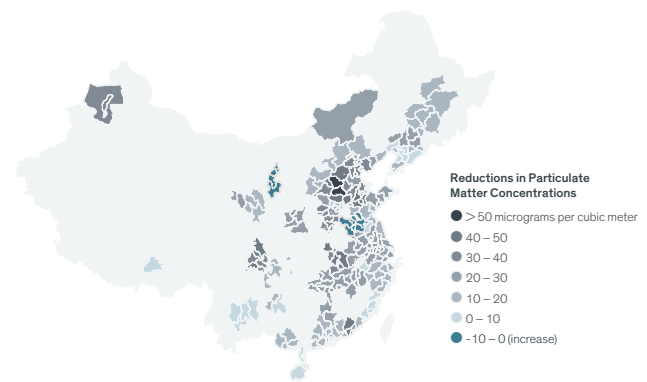 Reductions in Particulate
Matter Concentrations
> 50 micrograms per cubic meter
40 – 50
30 – 40
20 – 30
10 – 20
0 – 10
-10 – 0 (increase)